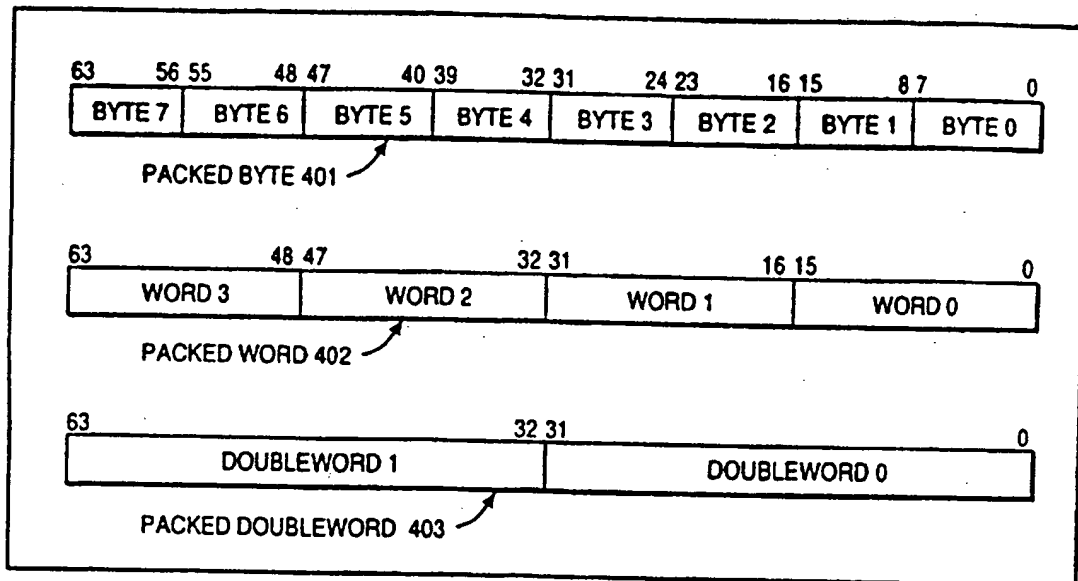 63 56 55 48 47 40 39 32 31 24 23 16 15 8 7 0
BYTE 7 BYTE 6 BYTE 5 BYTE 4 BYTE 3 BYTE 2 BYTE 1 BYTE 0
PACKED BYTE 401
63 48 47 32 31 16 15 0
WORD 3 WORD 2 WORD 1 WORD 0
PACKED WORD 402
63 32 31 0
DOUBLEWORD 1 DOUBLEWORD 0
PACKED DOUBLEWORD 403